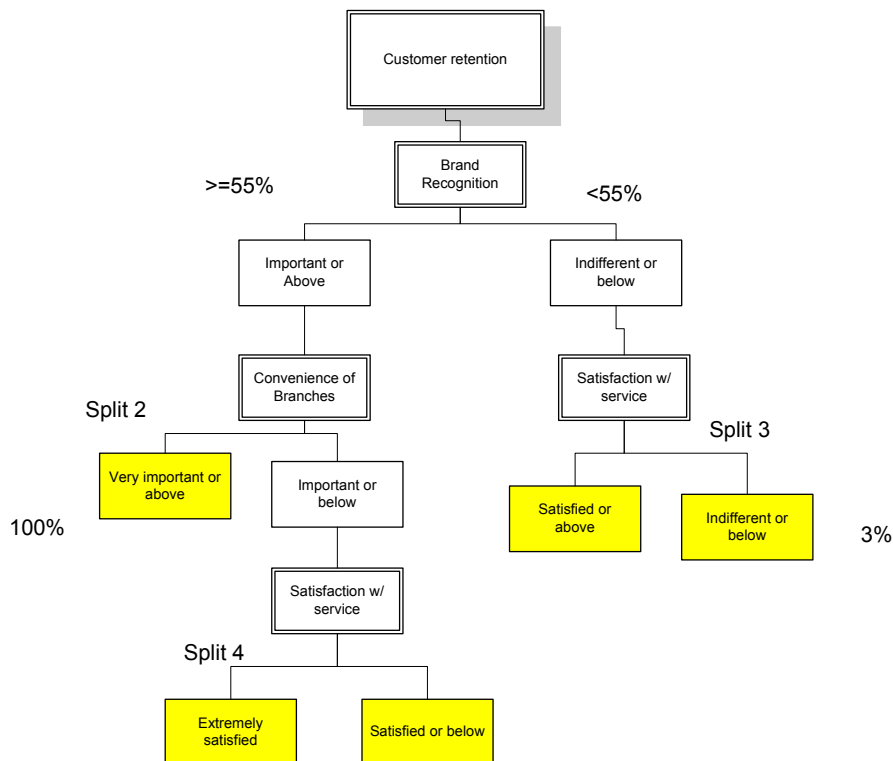 Customer retention
Brand
Recognition
>=55%
<55%
Important or
Above
Indifferent or
below
Convenience of
Branches
Satisfaction w/
service
Split 2
Split 3
Very important or
above
Important or
below
Satisfied or
above
Indifferent or
below
100%
3%
Satisfaction w/
service
Split 4
Extremely
satisfied
Satisfied or below